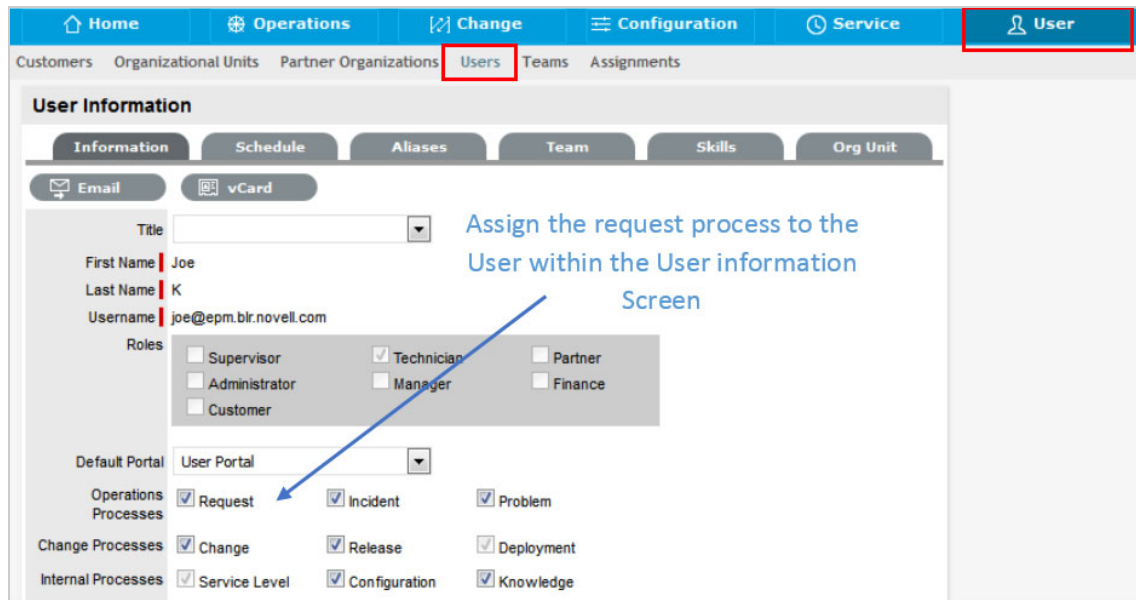 Home Operations Change Configuration Service User
Customers Organizational Units Partner Organizations Users Teams Assignments
User Information
Information Schedule Aliases Team Skills Org Unit
Email vCard
Title
Assign the request process to the
User within the User information
Screen
First Name Joe
Last Name K
Username joe@epm.blr.novell.com
Roles
Supervisor Technician Partner
Administrator Manager Finance
Customer
Default Portal User Portal
Operations
Processes
Request Incident Problem
Change Processes Change Release Deployment
Internal Processes Service Level Configuration Knowledge